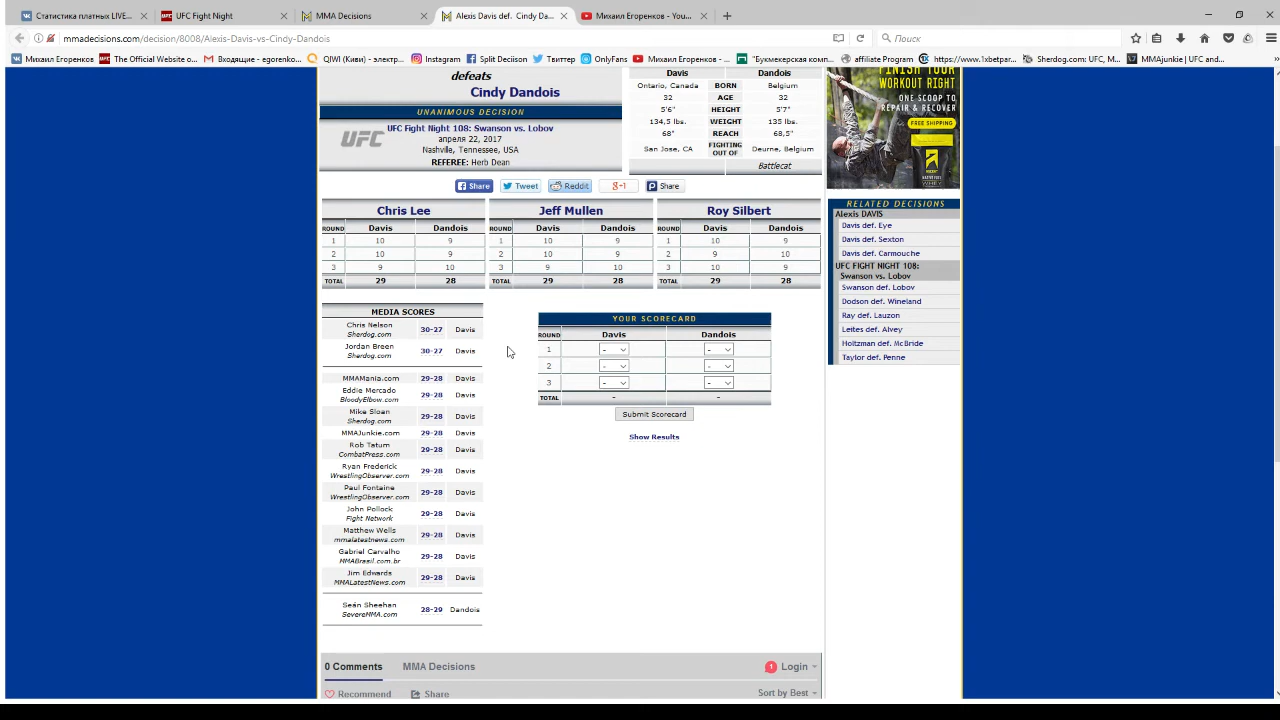 Статистика платных LIVE...
UFC Fight Night
MMA Decisions
Alexis Davis def. Cindy Da...
Михаил Егоренков - You...
mmadecisions.com/decision/8008/Alexis-Davis-vs-Cindy-Dandois
Поиск
Михаил Егоренков
The Official Website o...
Входящие - egorenko...
QIWI (Киви) - электр...
Instagram
Split Deciison
Твиттер
OnlyFans
Михаил Егоренков - ...
"Букмекерская комп...
affiliate Program
https://www.1xbetpar...
Sherdog.com: UFC, M...
MMAjunkie | UFC and...
defeats
Cindy Dandois
UNANIMOUS DECISION
UFC
UFC Fight Night 108: Swanson vs. Lobov
апреля 22, 2017
Nashville, Tennessee, USA
REFEREE: Herb Dean
Davis Dandois
Ontario, Canada BORN Belgium
32 AGE 32
5'6" HEIGHT 5'7"
134,5 lbs. WEIGHT 135 lbs.
68" REACH 68,5"
San Jose, CA FIGHTING OUT OF Deurne, Belgium
Battlecat
FINISH YOUR
WORKOUT RIGHT
ONE SCOOP TO
REPAIR & RECOVER
FREE SHIPPING
Share
Tweet
Reddit
g+1
Share
Chris Lee
ROUND Davis Dandois
1 10 9
2 10 9
3 9 10
TOTAL 29 28
Jeff Mullen
ROUND Davis Dandois
1 10 9
2 10 9
3 9 10
TOTAL 29 28
Roy Silbert
ROUND Davis Dandois
1 10 9
2 9 10
3 10 9
TOTAL 29 28
MEDIA SCORES
Chris Nelson
Sherdog.com
30-27 Davis
Jordan Breen
Sherdog.com
30-27 Davis
MMAMania.com 29-28 Davis
Eddie Mercado
BloodyElbow.com
29-28 Davis
Mike Sloan
Sherdog.com
29-28 Davis
MMAJunkie.com 29-28 Davis
Rob Tatum
CombatPress.com
29-28 Davis
Ryan Frederick
WrestlingObserver.com
29-28 Davis
Paul Fontaine
WrestlingObserver.com
29-28 Davis
John Pollock
Fight Network
29-28 Davis
Matthew Wells
mmalatestnews.com
29-28 Davis
Gabriel Carvalho
MMABrasil.com.br
29-28 Davis
Jim Edwards
MMALatestNews.com
29-28 Davis
Seán Sheehan
SevereMMA.com
28-29 Dandois
YOUR SCORECARD
ROUND Davis Dandois
1 - -
2 - -
3 - -
TOTAL - -
Submit Scorecard
Show Results
RELATED DECISIONS
Alexis DAVIS
Davis def. Eye
Davis def. Sexton
Davis def. Carmouche
UFC FIGHT NIGHT 108:
Swanson vs. Lobov
Swanson def. Lobov
Dodson def. Wineland
Ray def. Lauzon
Leites def. Alvey
Holtzman def. McBride
Taylor def. Penne
0 Comments
MMA Decisions
1
Login
Recommend
Share
Sort by Best